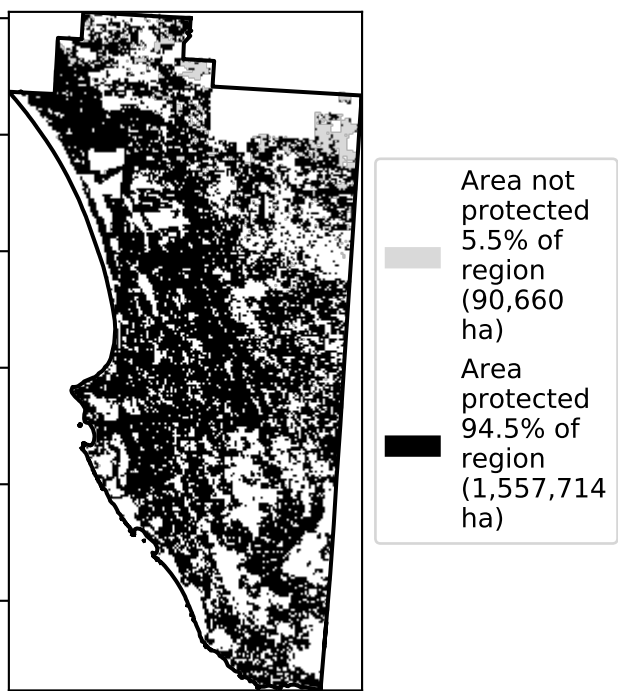 Area not
protected
5.5% of
region
(90,660
ha)
Area
protected
94.5% of
region
(1,557,714
ha)